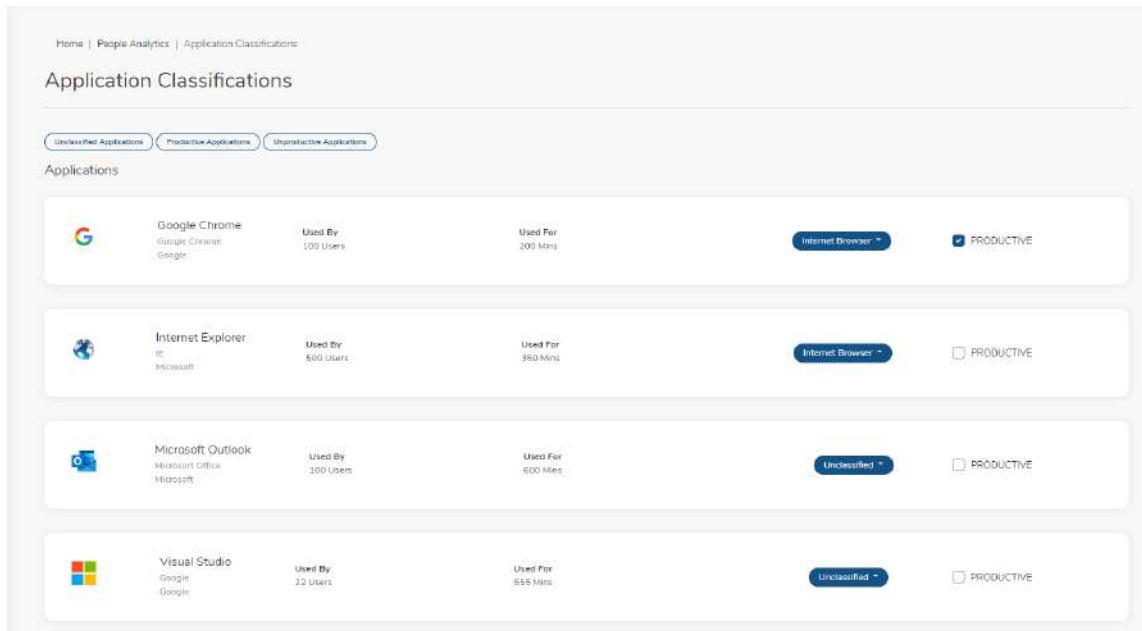 Home | People Analytics | Application Classifications
Application Classifications
Unclassified Applications Productive Applications Unproductive Applications
Applications
Google Chrome
Google Chrome
Google
Used By
100 Users
Used For
200 Mins
Internet Browser
PRODUCTIVE
Internet Explorer
IE
Microsoft
Used By
500 Users
Used For
350 Mins
Internet Browser
PRODUCTIVE
Microsoft Outlook
Microsoft Office
Microsoft
Used By
100 Users
Used For
600 Mins
Unclassified
PRODUCTIVE
Visual Studio
Google
Google
Used By
Users
Used For
Mins
Unclassified
PRODUCTIVE